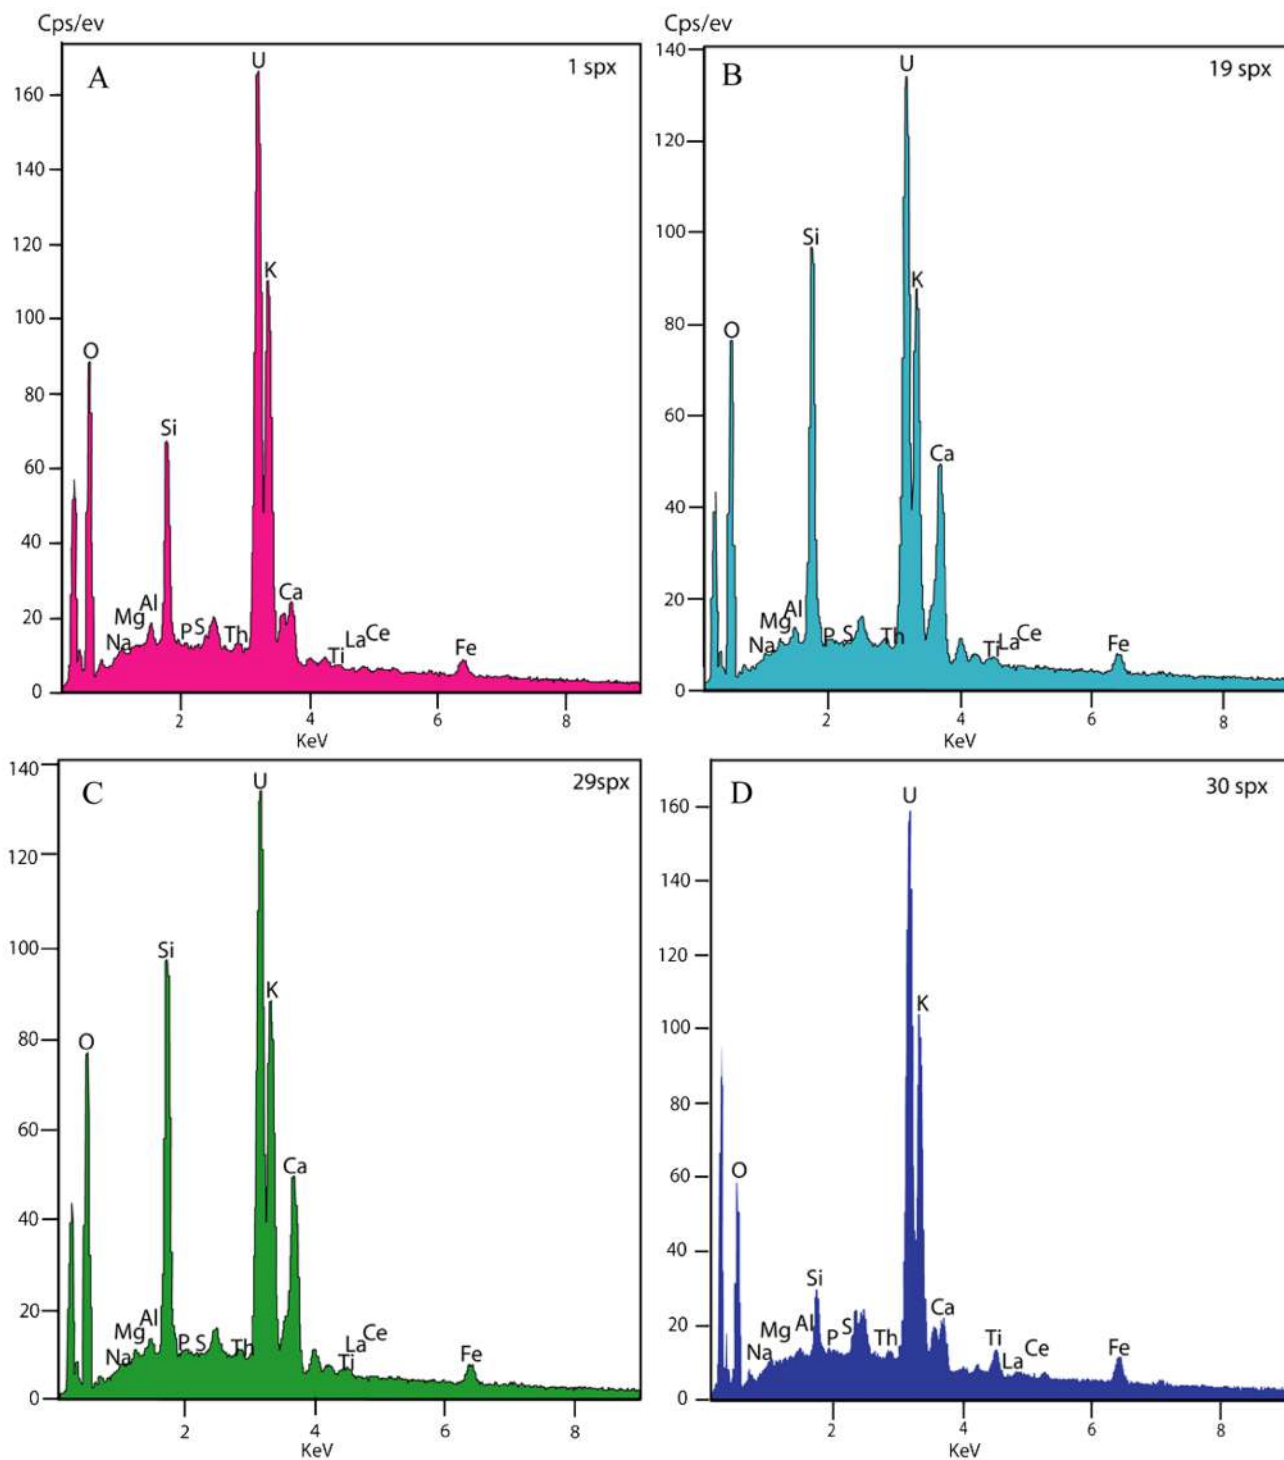 Cps/ev
A
1 spx
160
140
120
100
80
60
40
20
0
U
K
O
Si
Ca
Na
Mg
Al
P
S
Th
Ti
La
Ce
Fe
2
4
6
8
KeV
Cps/ev
B
19 spx
140
120
100
80
60
40
20
0
U
Si
K
O
Ca
Na
Mg
Al
P
S
Th
Ti
La
Ce
Fe
2
4
6
8
KeV
C
29spx
140
120
100
80
60
40
20
0
U
Si
K
O
Ca
Na
Mg
Al
P
S
Th
Ti
La
Ce
Fe
2
4
6
8
KeV
D
30 spx
160
140
120
100
80
60
40
20
0
U
K
O
Si
Ca
Na
Mg
Al
P
S
Th
Ti
La
Ce
Fe
2
4
6
8
KeV